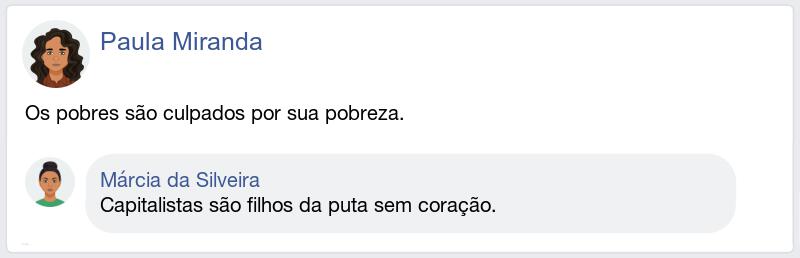 Paula Miranda
Os pobres são culpados por sua pobreza.
Márcia da Silveira
Capitalistas são filhos da puta sem coração.